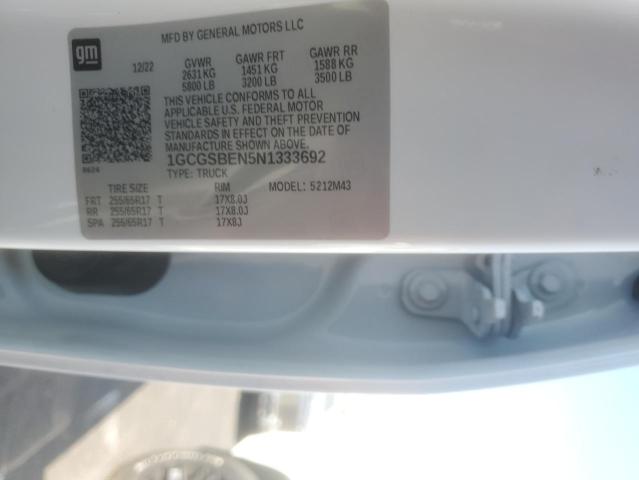 MFD BY GENERAL MOTORS LLC
gm
12/22 GVWR GAWR FRT GAWR RR
2631 KG 1451 KG 1588 KG
5800 LB 3200 LB 3500 LB
THIS VEHICLE CONFORMS TO ALL
APPLICABLE U.S. FEDERAL MOTOR
VEHICLE SAFETY AND THEFT PREVENTION
STANDARDS IN EFFECT ON THE DATE OF
MANUFACTURE SHOWN ABOVE.
1GCGSBEN5N1333692
TYPE: TRUCK
TIRE SIZE RIM MODEL: 5212M43
FRT 255/65R17 T 17X8.0J
RR 255/65R17 T 17X8.0J
SPA 255/65R17 T 17X8J